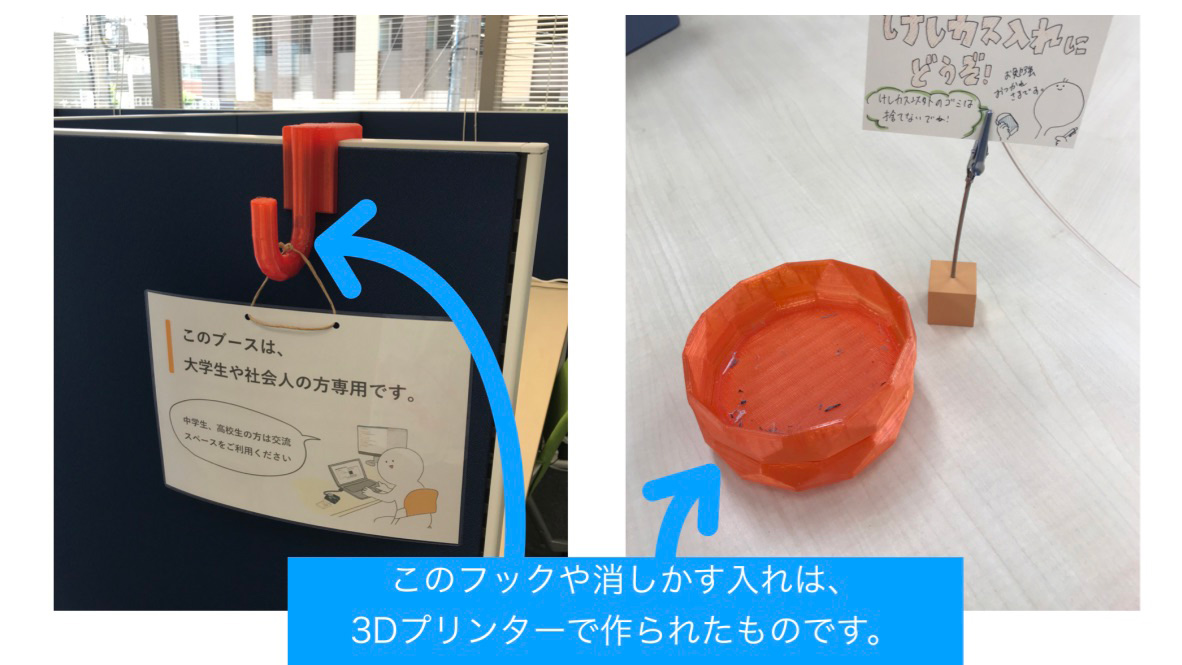 このブースは、
大学生や社会人の方専用です。
中学生、高校生の方は交流
スペースをご利用ください
けしカス入れに
どうぞ!
お勉強
おつかれ
さまです
けしカス以外のゴミは
捨てないでね!
このフックや消しかす入れは、
3Dプリンターで作られたものです。